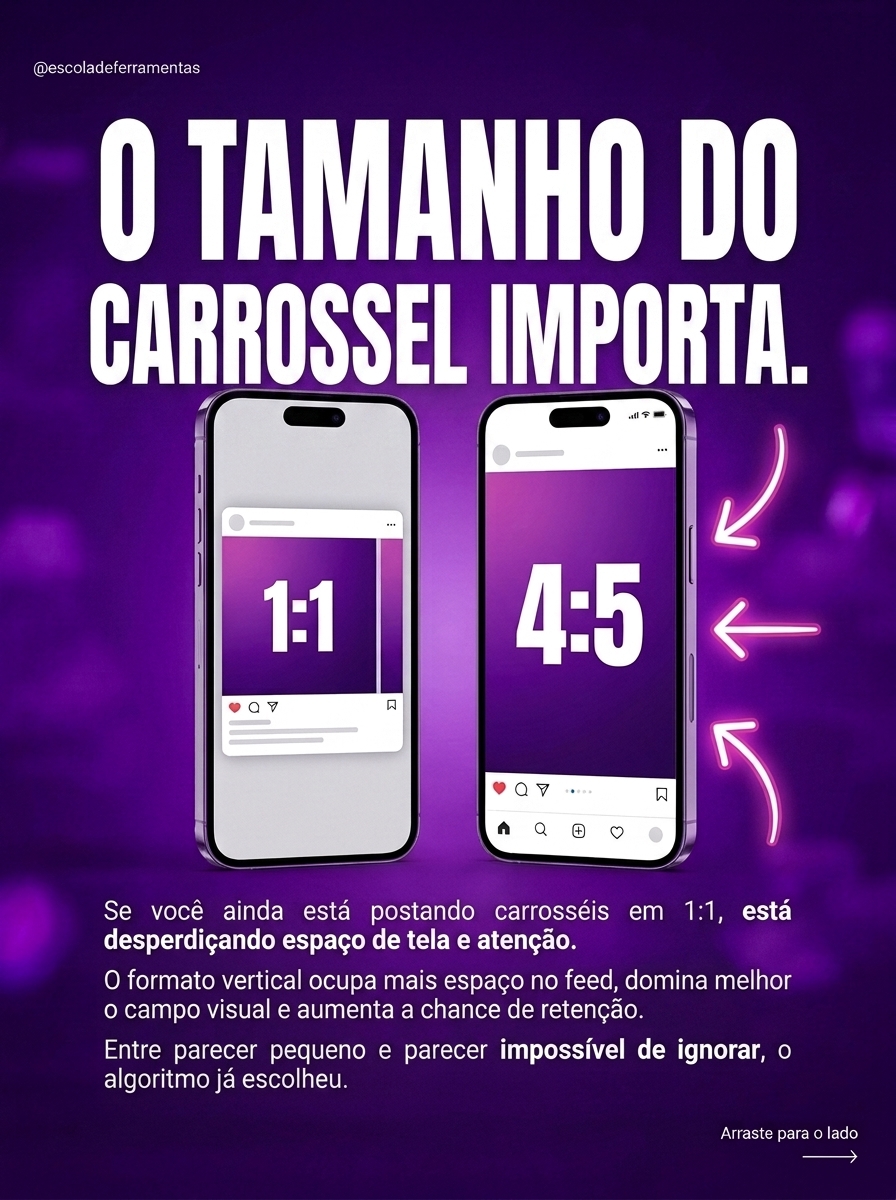 @escoladeferramentas
O TAMANHO DO
CARROSSEL IMPORTA.
1:1
4:5
Se você ainda está postando carrosséis em 1:1, está
desperdiçando espaço de tela e atenção.
O formato vertical ocupa mais espaço no feed, domina melhor
o campo visual e aumenta a chance de retenção.
Entre parecer pequeno e parecer impossível de ignorar, o
algoritmo já escolheu.
Arraste para o lado